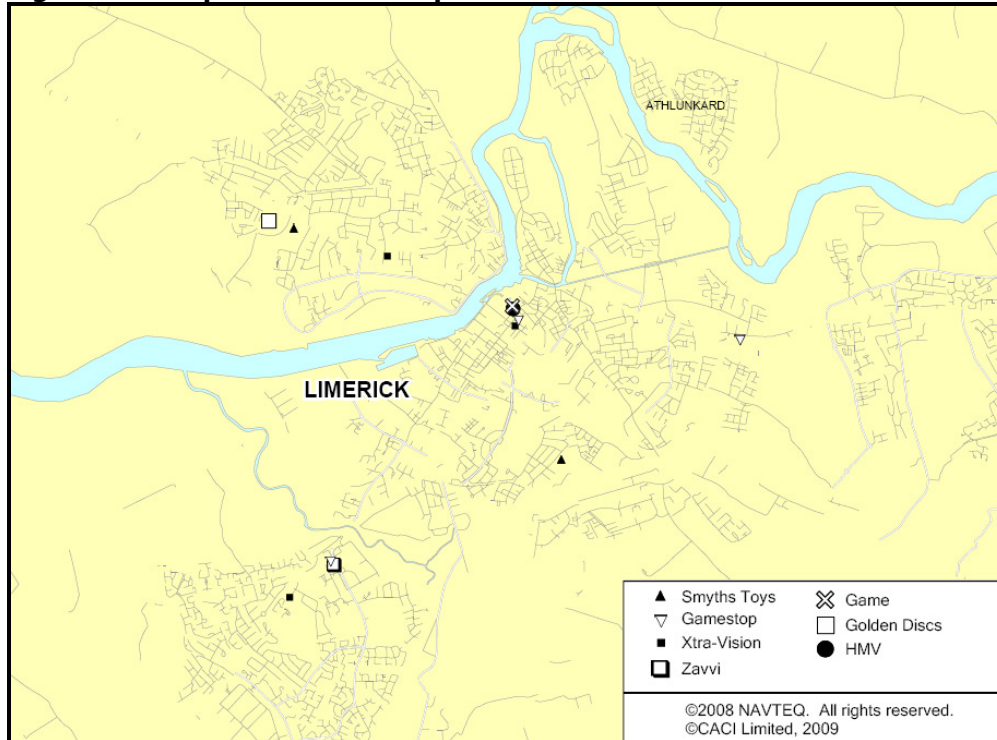 ATHLUNKARD
LIMERICK
Smyths Toys
Gamestop
Xtra-Vision
Zavvi
Game
Golden Discs
HMV
©2008 NAVTEQ. All rights reserved.
©CACI Limited, 2009